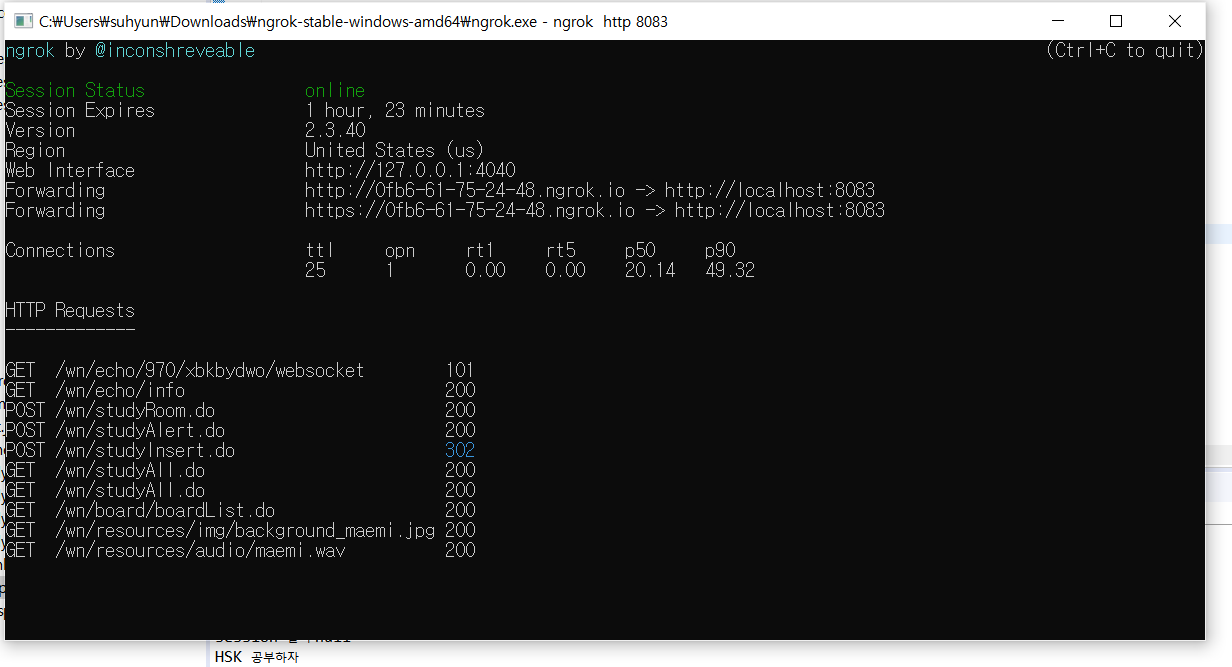 C:₩Users₩suhyun₩Downloads₩ngrok-stable-windows-amd64₩ngrok.exe - ngrok  http 8083
ngrok by @inconshreveable (Ctrl+C to quit)
Session Status online
Session Expires 1 hour, 23 minutes
Version 2.3.40
Region United States (us)
Web Interface http://127.0.0.1:4040
Forwarding http://0fb6-61-75-24-48.ngrok.io -> http://localhost:8083
Forwarding https://0fb6-61-75-24-48.ngrok.io -> http://localhost:8083
Connections ttl opn rt1 rt5 p50 p90
25 1 0.00 0.00 20.14 49.32
HTTP Requests
-------------
GET /wn/echo/970/xbkbydwo/websocket 101
GET /wn/echo/info 200
POST /wn/studyRoom.do 200
POST /wn/studyAlert.do 200
POST /wn/studyInsert.do 302
GET /wn/studyAll.do 200
GET /wn/studyAll.do 200
GET /wn/board/boardList.do 200
GET /wn/resources/img/background_maemi.jpg 200
GET /wn/resources/audio/maemi.wav 200
HSK 공부하자